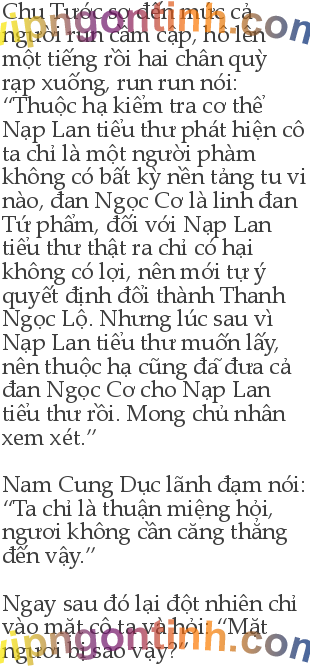 Chu Tước sợ đến mức cả
người run cầm cập, hô lên
một tiếng rồi hai chân quỳ
rạp xuống, run run nói:
“Thuộc hạ kiểm tra cơ thể
Nạp Lan tiểu thư phát hiện cô
ta chỉ là một người phàm
không có bất kỳ nền tảng tu vi
nào, đan Ngọc Cơ là linh đan
Tứ phẩm, đối với Nạp Lan
tiểu thư thật ra chỉ có hại
không có lợi, nên mới tự ý
quyết định đổi thành Thanh
Ngọc Lộ. Nhưng lúc sau vì
Nạp Lan tiểu thư muốn lấy,
nên thuộc hạ cũng đã đưa cả
đan Ngọc Cơ cho Nạp Lan
tiểu thư rồi. Mong chủ nhân
xem xét.”
Nam Cung Dục lãnh đạm nói:
“Ta chỉ là thuận miệng hỏi,
ngươi không cần căng thẳng
đến vậy.”
Ngay sau đó lại đột nhiên chỉ
vào mặt cô ta và hỏi: “Mặt
ngươi bị sao vậy?”
vipngontinh.com
vipngontinh.com